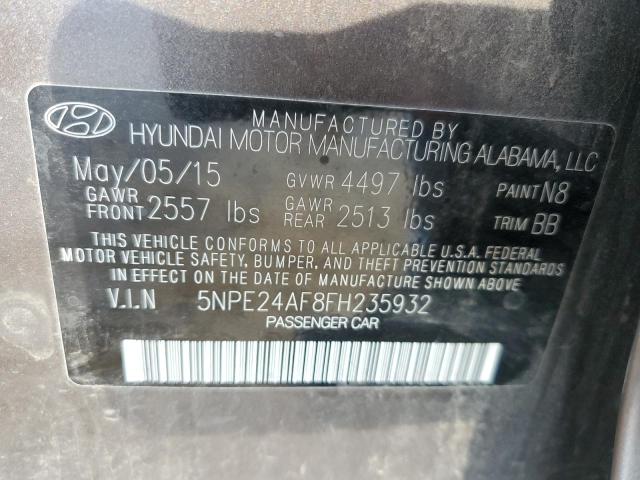 MANUFACTURED BY
HYUNDAI MOTOR MANUFACTURING ALABAMA, LLC
May/05/15 GVWR 4497 lbs PAINT N8
GAWR FRONT 2557 lbs GAWR REAR 2513 lbs TRIM BB
THIS VEHICLE CONFORMS TO ALL APPLICABLE U.S.A. FEDERAL
MOTOR VEHICLE SAFETY, BUMPER, AND THEFT PREVENTION STANDARDS
IN EFFECT ON THE DATE OF MANUFACTURE SHOWN ABOVE.
V.I.N 5NPE24AF8FH235932
PASSENGER CAR